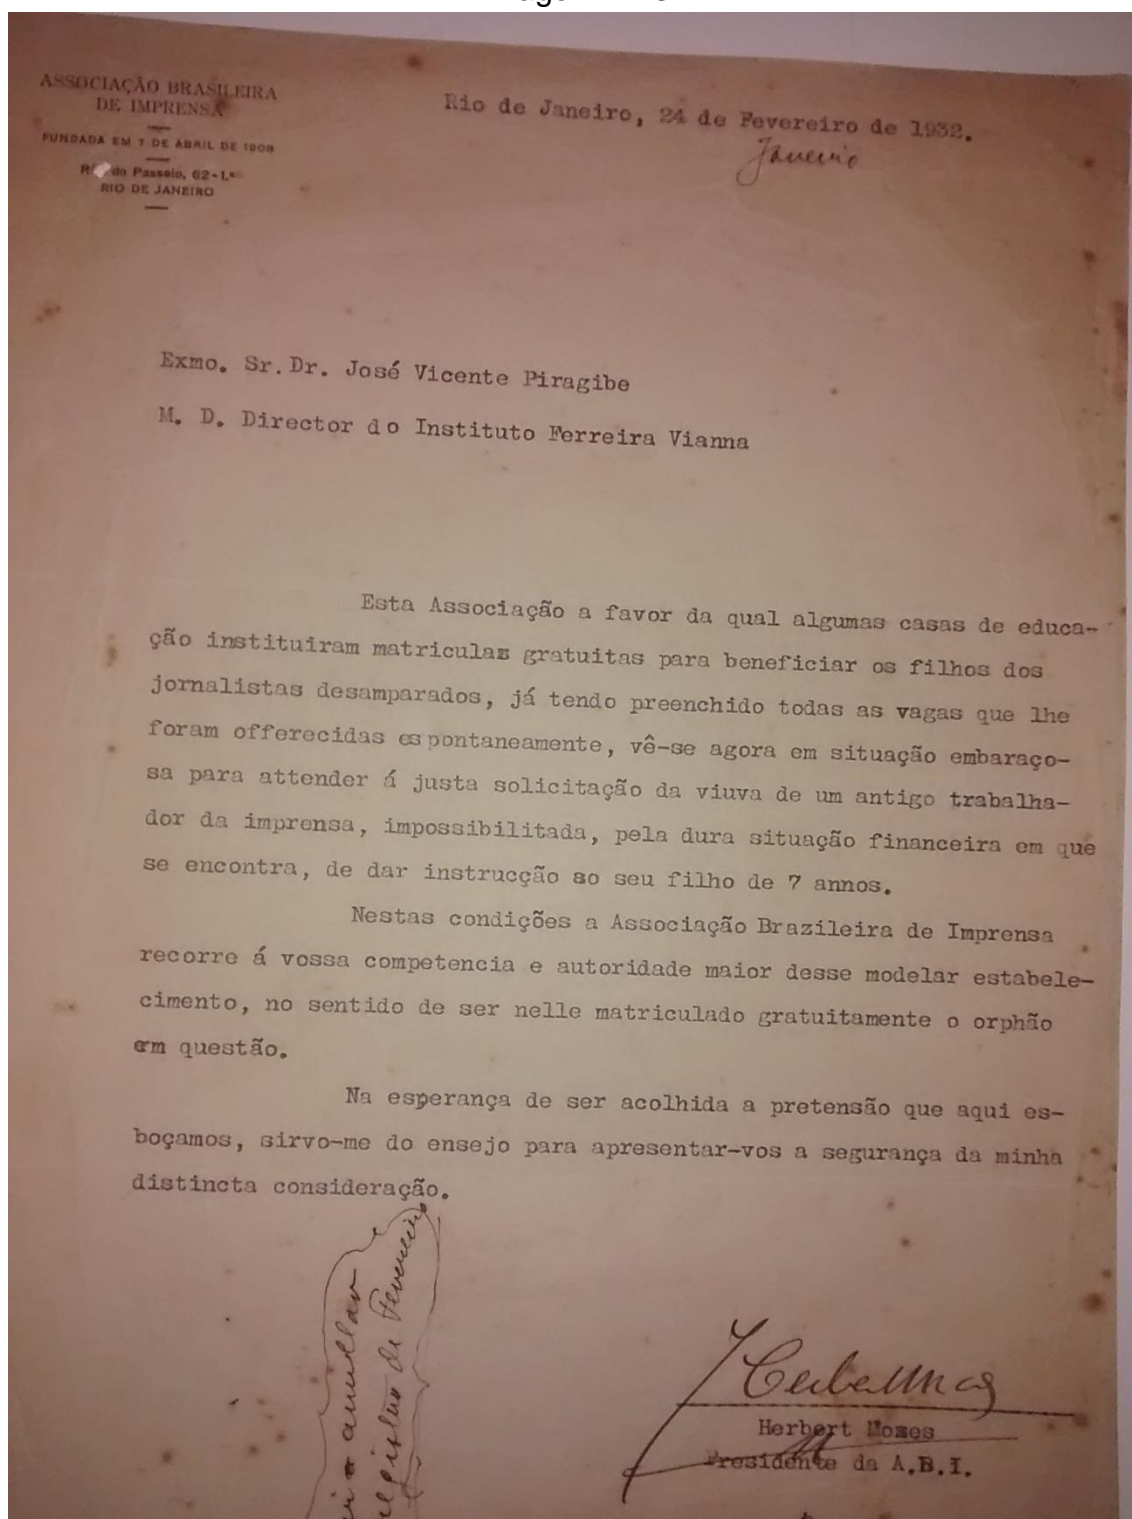 ASSOCIAÇÃO BRASILEIRA
DE IMPRENSA
FUNDADA EM 7 DE ABRIL DE 1908
do Passeio, 62-1.º
RIO DE JANEIRO
Rio de Janeiro, 24 de Fevereiro de 1932.
Janeiro
Exmo. Sr. Dr. José Vicente Piragibe
M. D. Director do Instituto Ferreira Vianna
Esta Associação a favor da qual algumas casas de educa-
ção instituiram matriculas gratuitas para beneficiar os filhos dos
jornalistas desamparados, já tendo preenchido todas as vagas que lhe
foram offerecidas espontaneamente, vê-se agora em situação embaraço-
sa para attender á justa solicitação da viuva de um antigo trabalha-
dor da imprensa, impossibilitada, pela dura situação financeira em que
se encontra, de dar instrucção ao seu filho de 7 annos.
Nestas condições a Associação Brazileira de Imprensa
recorre á vossa competencia e autoridade maior desse modelar estabele-
cimento, no sentido de ser nelle matriculado gratuitamente o orphão
em questão.
Na esperança de ser acolhida a pretensão que aqui es-
boçamos, sirvo-me do ensejo para apresentar-vos a segurança da minha
distincta consideração.
de Fevereiro
Herbert Moses
Presidente da A.B.I.